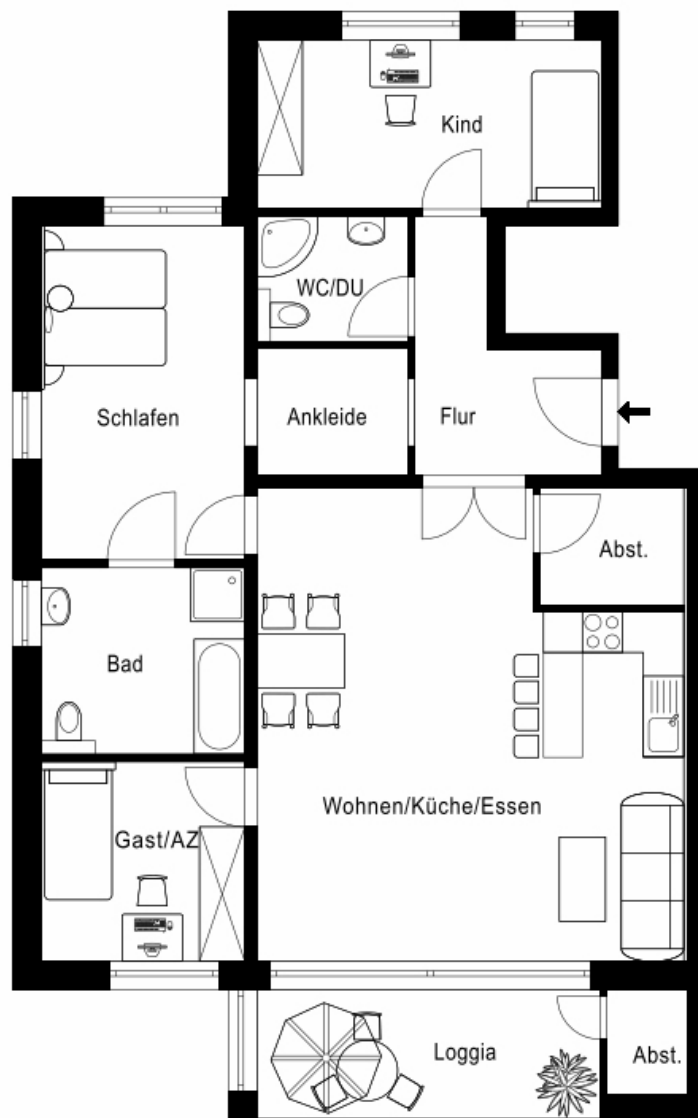 Kind
WC/DU
Schlafen
Ankleide
Flur
Abst.
Bad
Wohnen/Küche/Essen
Gast/AZ
Loggia
Abst.